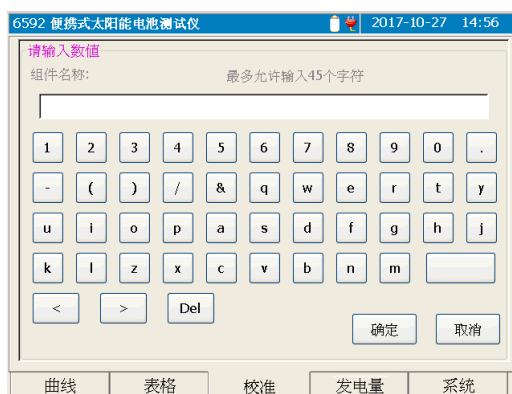 6592 便携式太阳能电池测试仪 2017-10-27 14:56
请输入数值
组件名称: 最多允许输入45个字符
1 2 3 4 5 6 7 8 9 0 .
- ( ) / & q w e r t y
u i o p a s d f g h j
k l z x c v b n m
< > Del
确定 取消
曲线 表格 校准 发电量 系统